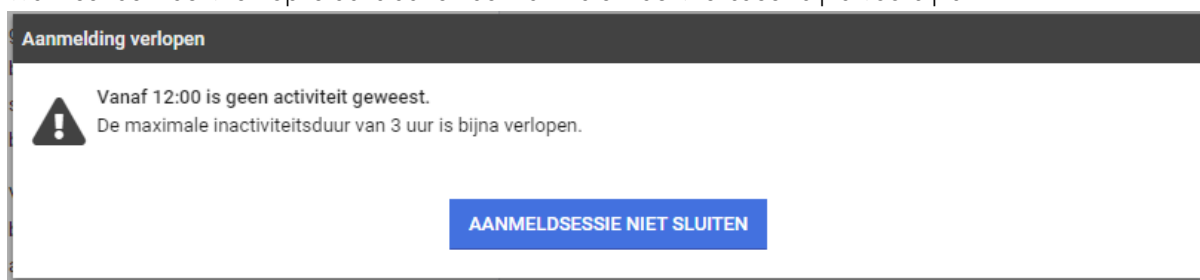 Aanmelding verlopen
Vanaf 12:00 is geen activiteit geweest.
De maximale inactiviteitsduur van 3 uur is bijna verlopen.
AANMELDSESSIE NIET SLUITEN